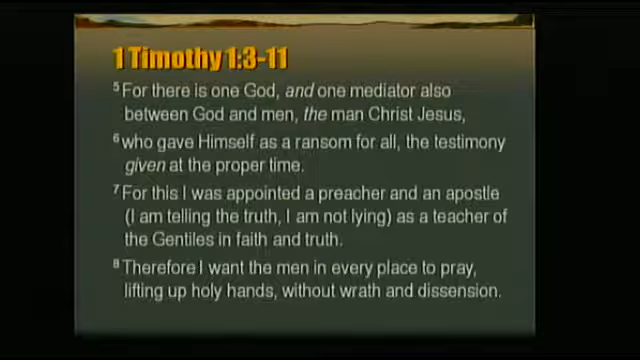 1 Timothy 1:3-11
5 For there is one God, and one mediator also
between God and men, the man Christ Jesus,
6 who gave Himself as a ransom for all, the testimony
given at the proper time.
7 For this I was appointed a preacher and an apostle
(I am telling the truth, I am not lying) as a teacher of
the Gentiles in faith and truth.
8 Therefore I want the men in every place to pray,
lifting up holy hands, without wrath and dissension.